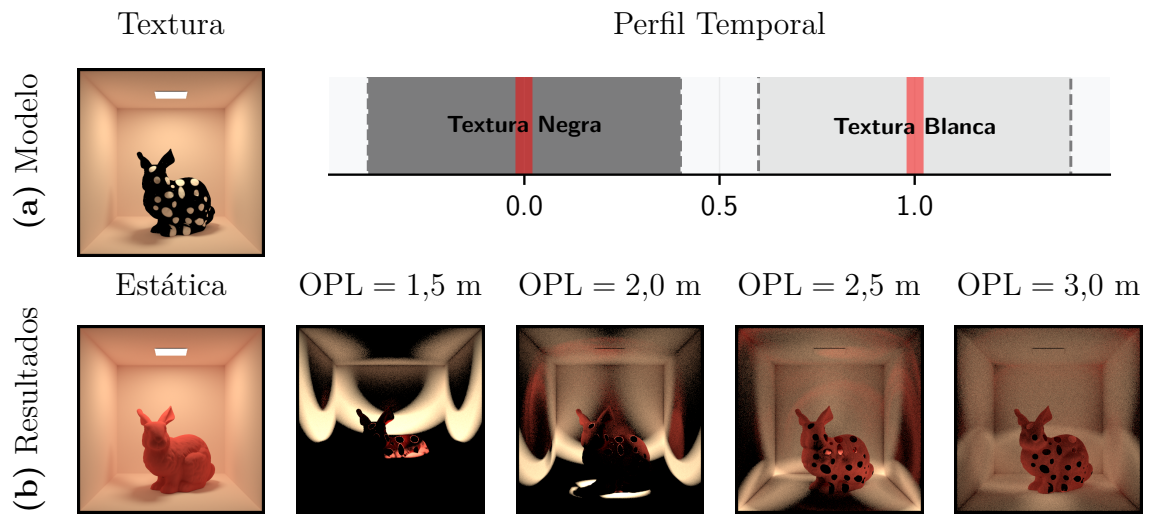 Textura
Perfil Temporal
(a) Modelo
Textura Negra
Textura Blanca
0.0
0.5
1.0
Estática
OPL = 1,5 m
OPL = 2,0 m
OPL = 2,5 m
OPL = 3,0 m
(b) Resultados